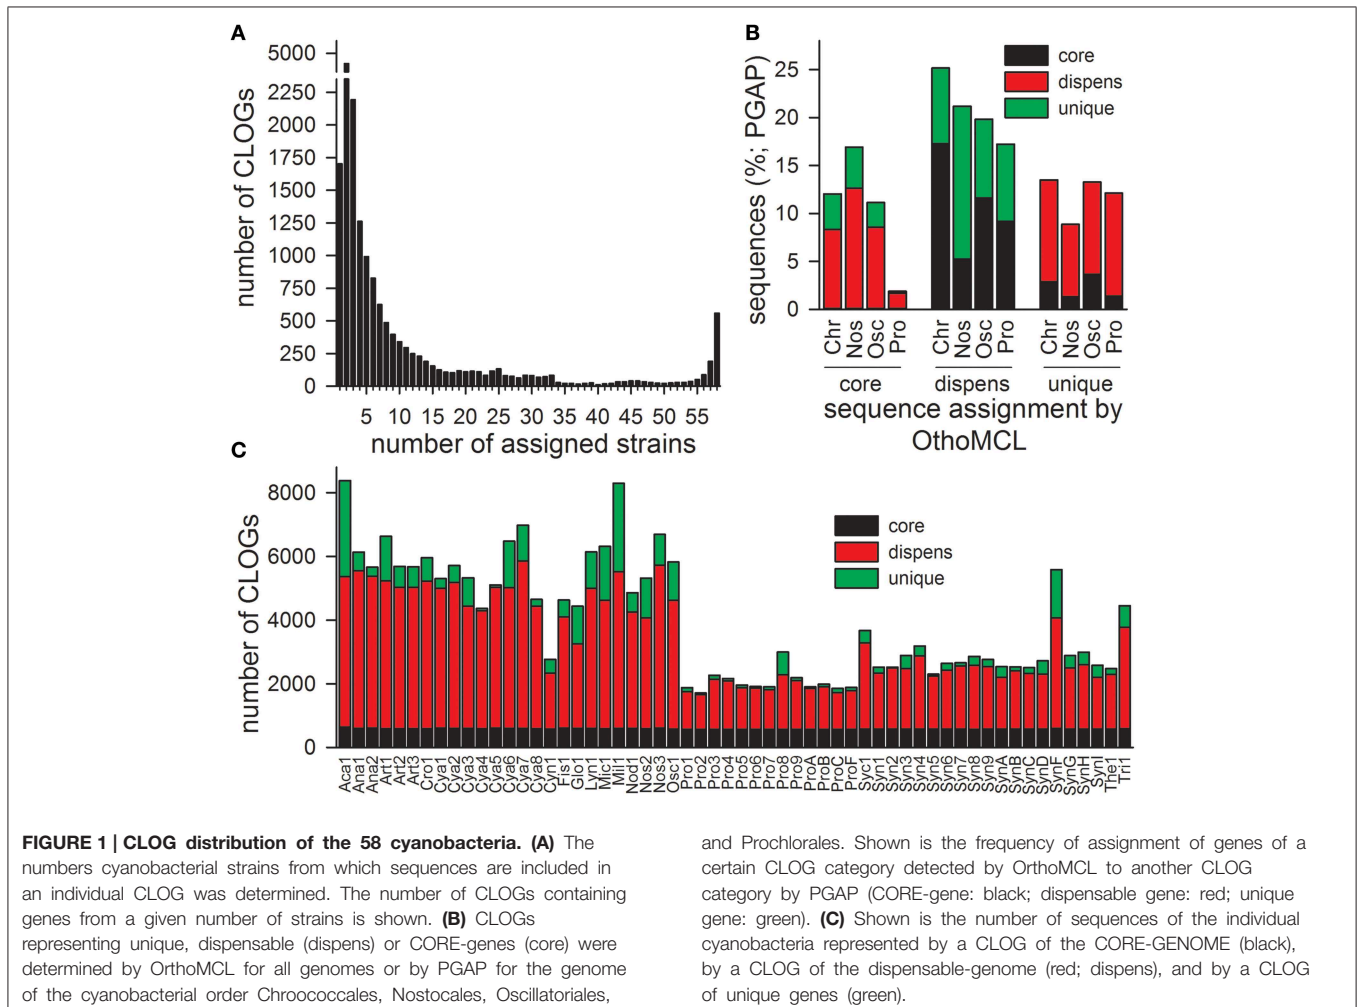 A
5000
2250
2000
1750
1500
1250
1000
750
500
250
0
number of CLOGs
5 10 15 20 25 30 35 40 45 50 55
number of assigned strains
B
25
20
15
10
5
0
sequences (%; PGAP)
core
dispens
unique
Chr Nos Osc Pro Chr Nos Osc Pro Chr Nos Osc Pro
core dispens unique
sequence assignment by
OthoMCL
C
8000
6000
4000
2000
0
number of CLOGs
core
dispens
unique
Aca1 Ana1 Ana2 Art1 Art2 Art3 Cro1 Cya1 Cya2 Cya3 Cya4 Cya5 Cya6 Cya7 Cya8 Cyn1 Fis1 Glo1 Lyn1 Mic1 Mil1 Nod1 Nos2 Nos3 Osc1 Pro1 Pro2 Pro3 Pro4 Pro5 Pro6 Pro7 Pro8 Pro9 ProA ProB ProC ProF Syc1 Syn1 Syn2 Syn3 Syn4 Syn5 Syn6 Syn7 Syn8 Syn9 SynA SynB SynC SynD SynF SynG SynH SynI The1 Tri1
FIGURE 1 | CLOG distribution of the 58 cyanobacteria. (A) The
numbers cyanobacterial strains from which sequences are included in
an individual CLOG was determined. The number of CLOGs containing
genes from a given number of strains is shown. (B) CLOGs
representing unique, dispensable (dispens) or CORE-genes (core) were
determined by OrthoMCL for all genomes or by PGAP for the genome
of the cyanobacterial order Chroococcales, Nostocales, Oscillatoriales,
and Prochlorales. Shown is the frequency of assignment of genes of a
certain CLOG category detected by OrthoMCL to another CLOG
category by PGAP (CORE-gene: black; dispensable gene: red; unique
gene: green). (C) Shown is the number of sequences of the individual
cyanobacteria represented by a CLOG of the CORE-GENOME (black),
by a CLOG of the dispensable-genome (red; dispens), and by a CLOG
of unique genes (green).